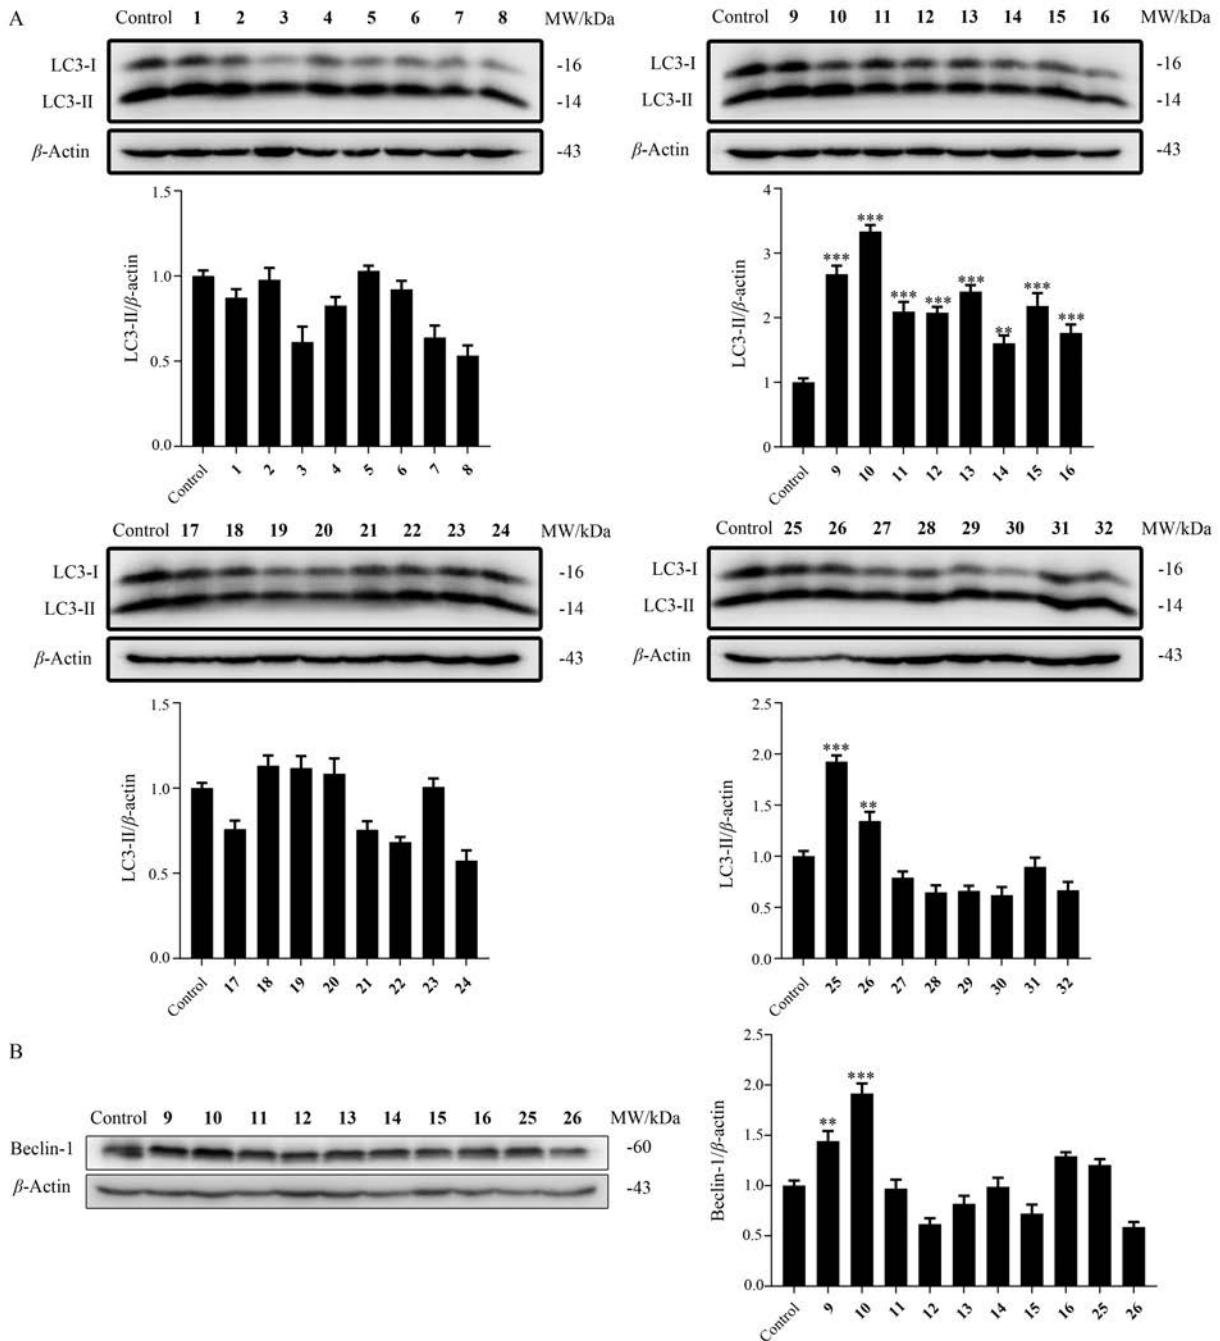 A
Control 1 2 3 4 5 6 7 8 MW/kDa
LC3-I -16
LC3-II -14
β-Actin -43
1.5
1.0
0.5
0.0
LC3-II/β-actin
Control 1 2 3 4 5 6 7 8
Control 9 10 11 12 13 14 15 16 MW/kDa
LC3-I -16
LC3-II -14
β-Actin -43
4
3
2
1
0
LC3-II/β-actin
*** *** *** *** *** ** *** ***
Control 9 10 11 12 13 14 15 16
Control 17 18 19 20 21 22 23 24 MW/kDa
LC3-I -16
LC3-II -14
β-Actin -43
1.5
1.0
0.5
0.0
LC3-II/β-actin
Control 17 18 19 20 21 22 23 24
Control 25 26 27 28 29 30 31 32 MW/kDa
LC3-I -16
LC3-II -14
β-Actin -43
2.5
2.0
1.5
1.0
0.5
0.0
LC3-II/β-actin
*** **
Control 25 26 27 28 29 30 31 32
B
Control 9 10 11 12 13 14 15 16 25 26 MW/kDa
Beclin-1 -60
β-Actin -43
2.5
2.0
1.5
1.0
0.5
0.0
Beclin-1/β-actin
** ***
Control 9 10 11 12 13 14 15 16 25 26